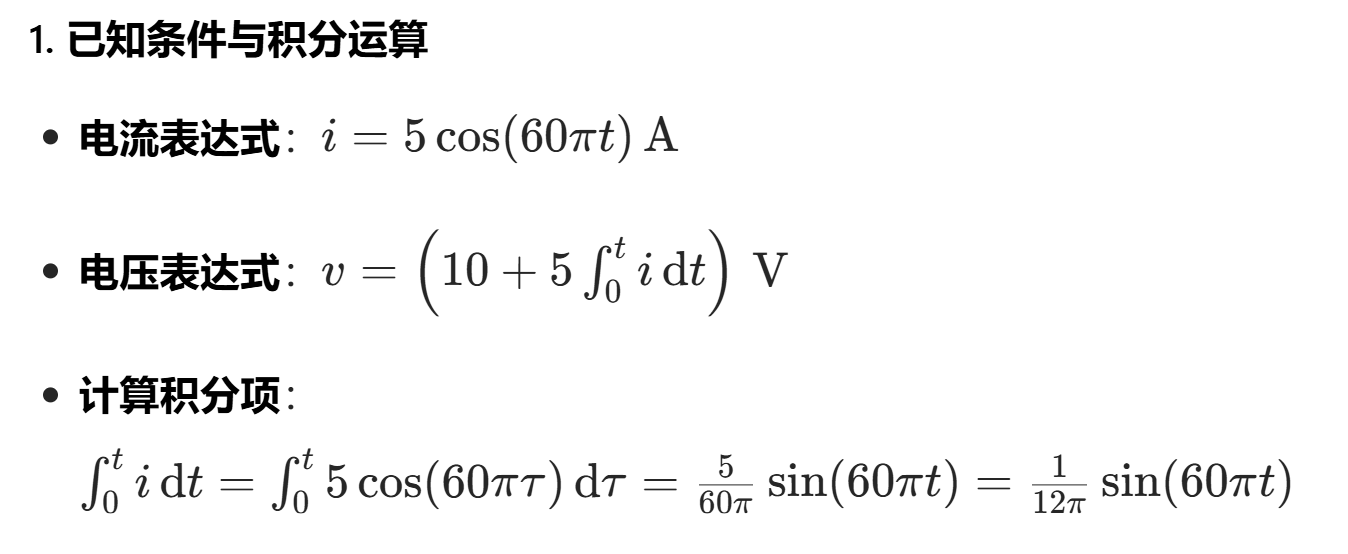 1. 已知条件与积分运算
• 电流表达式：i = 5 cos(60πt) A
• 电压表达式：v = (10 + 5 ∫₀ᵗ i dt) V
• 计算积分项：
∫₀ᵗ i dt = ∫₀ᵗ 5 cos(60πτ) dτ = 5/60π sin(60πt) = 1/12π sin(60πt)